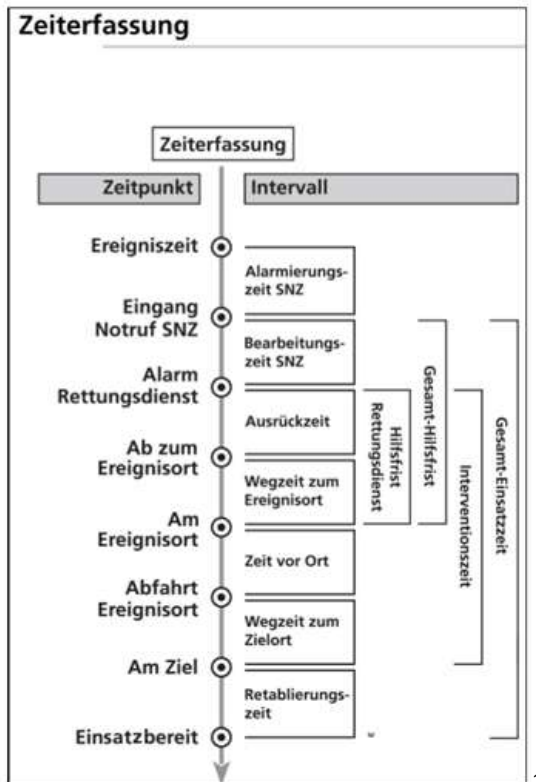 Zeiterfassung
Zeiterfassung
Zeitpunkt
Intervall
Ereigniszeit
Alarmierungs-
zeit SNZ
Eingang
Notruf SNZ
Bearbeitungs-
zeit SNZ
Alarm
Rettungsdienst
Ausrückzeit
Ab zum
Ereignisort
Wegzeit zum
Ereignisort
Am
Ereignisort
Zeit vor Ort
Abfahrt
Ereignisort
Wegzeit zum
Zielort
Am Ziel
Retablierungs-
zeit
Einsatzbereit
Hilfsfrist
Rettungsdienst
Gesamt-Hilfsfrist
Interventionszeit
Gesamt-Einsatzzeit